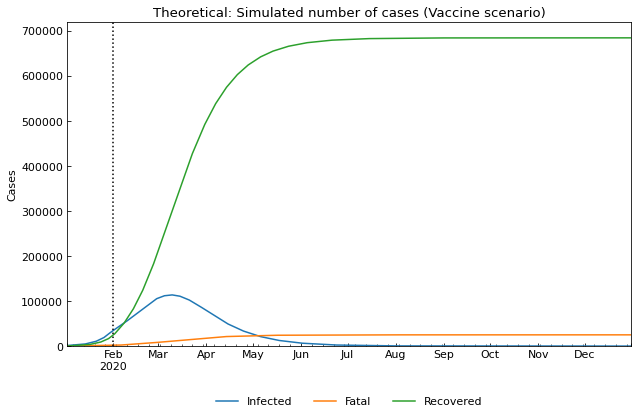 Theoretical: Simulated number of cases (Vaccine scenario)
700000
600000
500000
400000
300000
200000
100000
0
Cases
Feb Mar Apr May Jun Jul Aug Sep Oct Nov Dec
2020
Infected Fatal Recovered